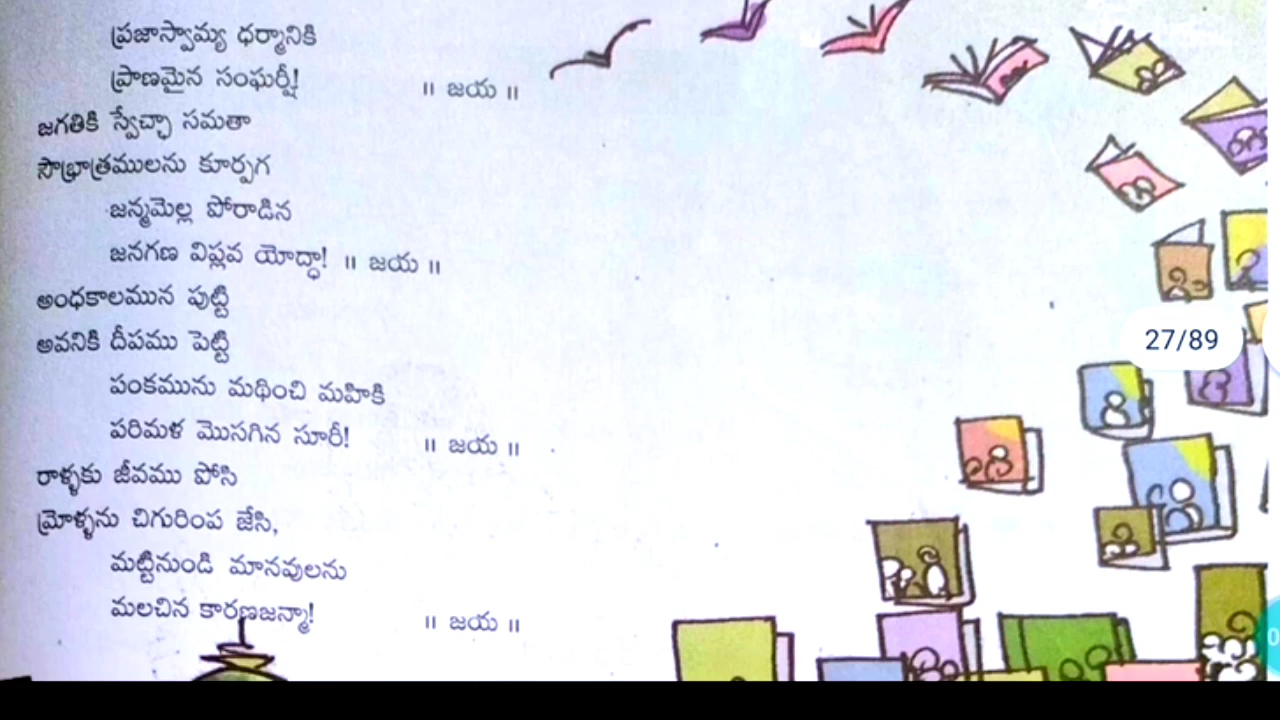 ప్రజాస్వామ్య ధర్మానికి
ప్రాణమైన సంఘర్షీ! ॥ జయ ॥
జగతికి స్వేచ్ఛా సమతా
సౌభ్రాత్రములను కూర్పగ
జన్మమెల్ల పోరాడిన
జనగణ విప్లవ యోద్ధా! ॥ జయ ॥
అంధకాలమున పుట్టి
అవనికి దీపము పెట్టి
పంకమును మథించి మహికి
పరిమళ మొసగిన సూరీ! ॥ జయ ॥
రాళ్ళకు జీవము పోసి
మ్రోళ్ళను చిగురింప జేసి,
మట్టినుండి మానవులను
మలచిన కారణజన్మా! ॥ జయ ॥
27/89